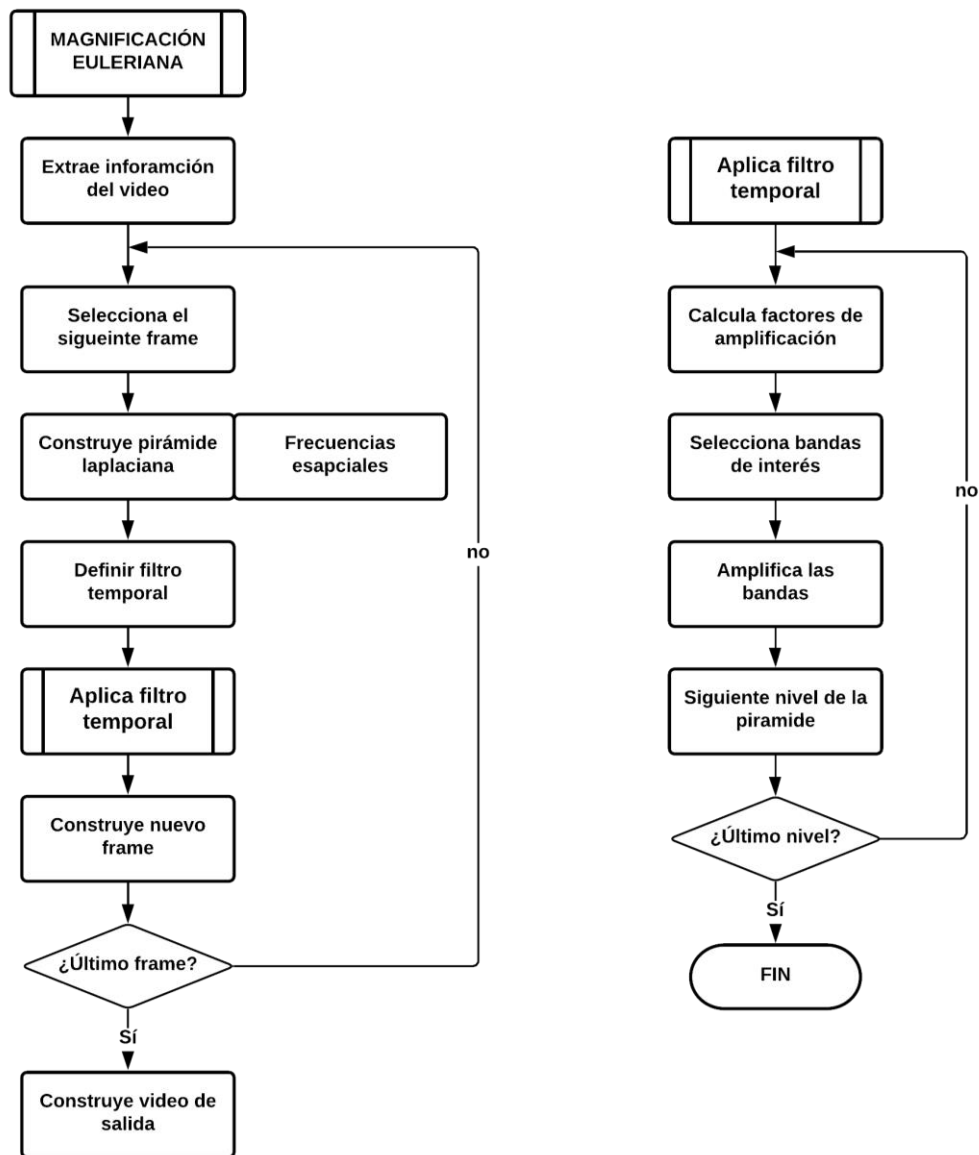 MAGNIFICACIÓN
EULERIANA
Extrae inforamción
del video
Selecciona el
sigueinte frame
Construye pirámide
laplaciana
Frecuencias
esapciales
Definir filtro
temporal
Aplica filtro
temporal
Construye nuevo
frame
¿Último frame?
no
Sí
Construye video de
salida
Aplica filtro
temporal
Calcula factores de
amplificación
Selecciona bandas
de interés
Amplifica las
bandas
Siguiente nivel de la
piramide
¿Último nivel?
no
Sí
FIN